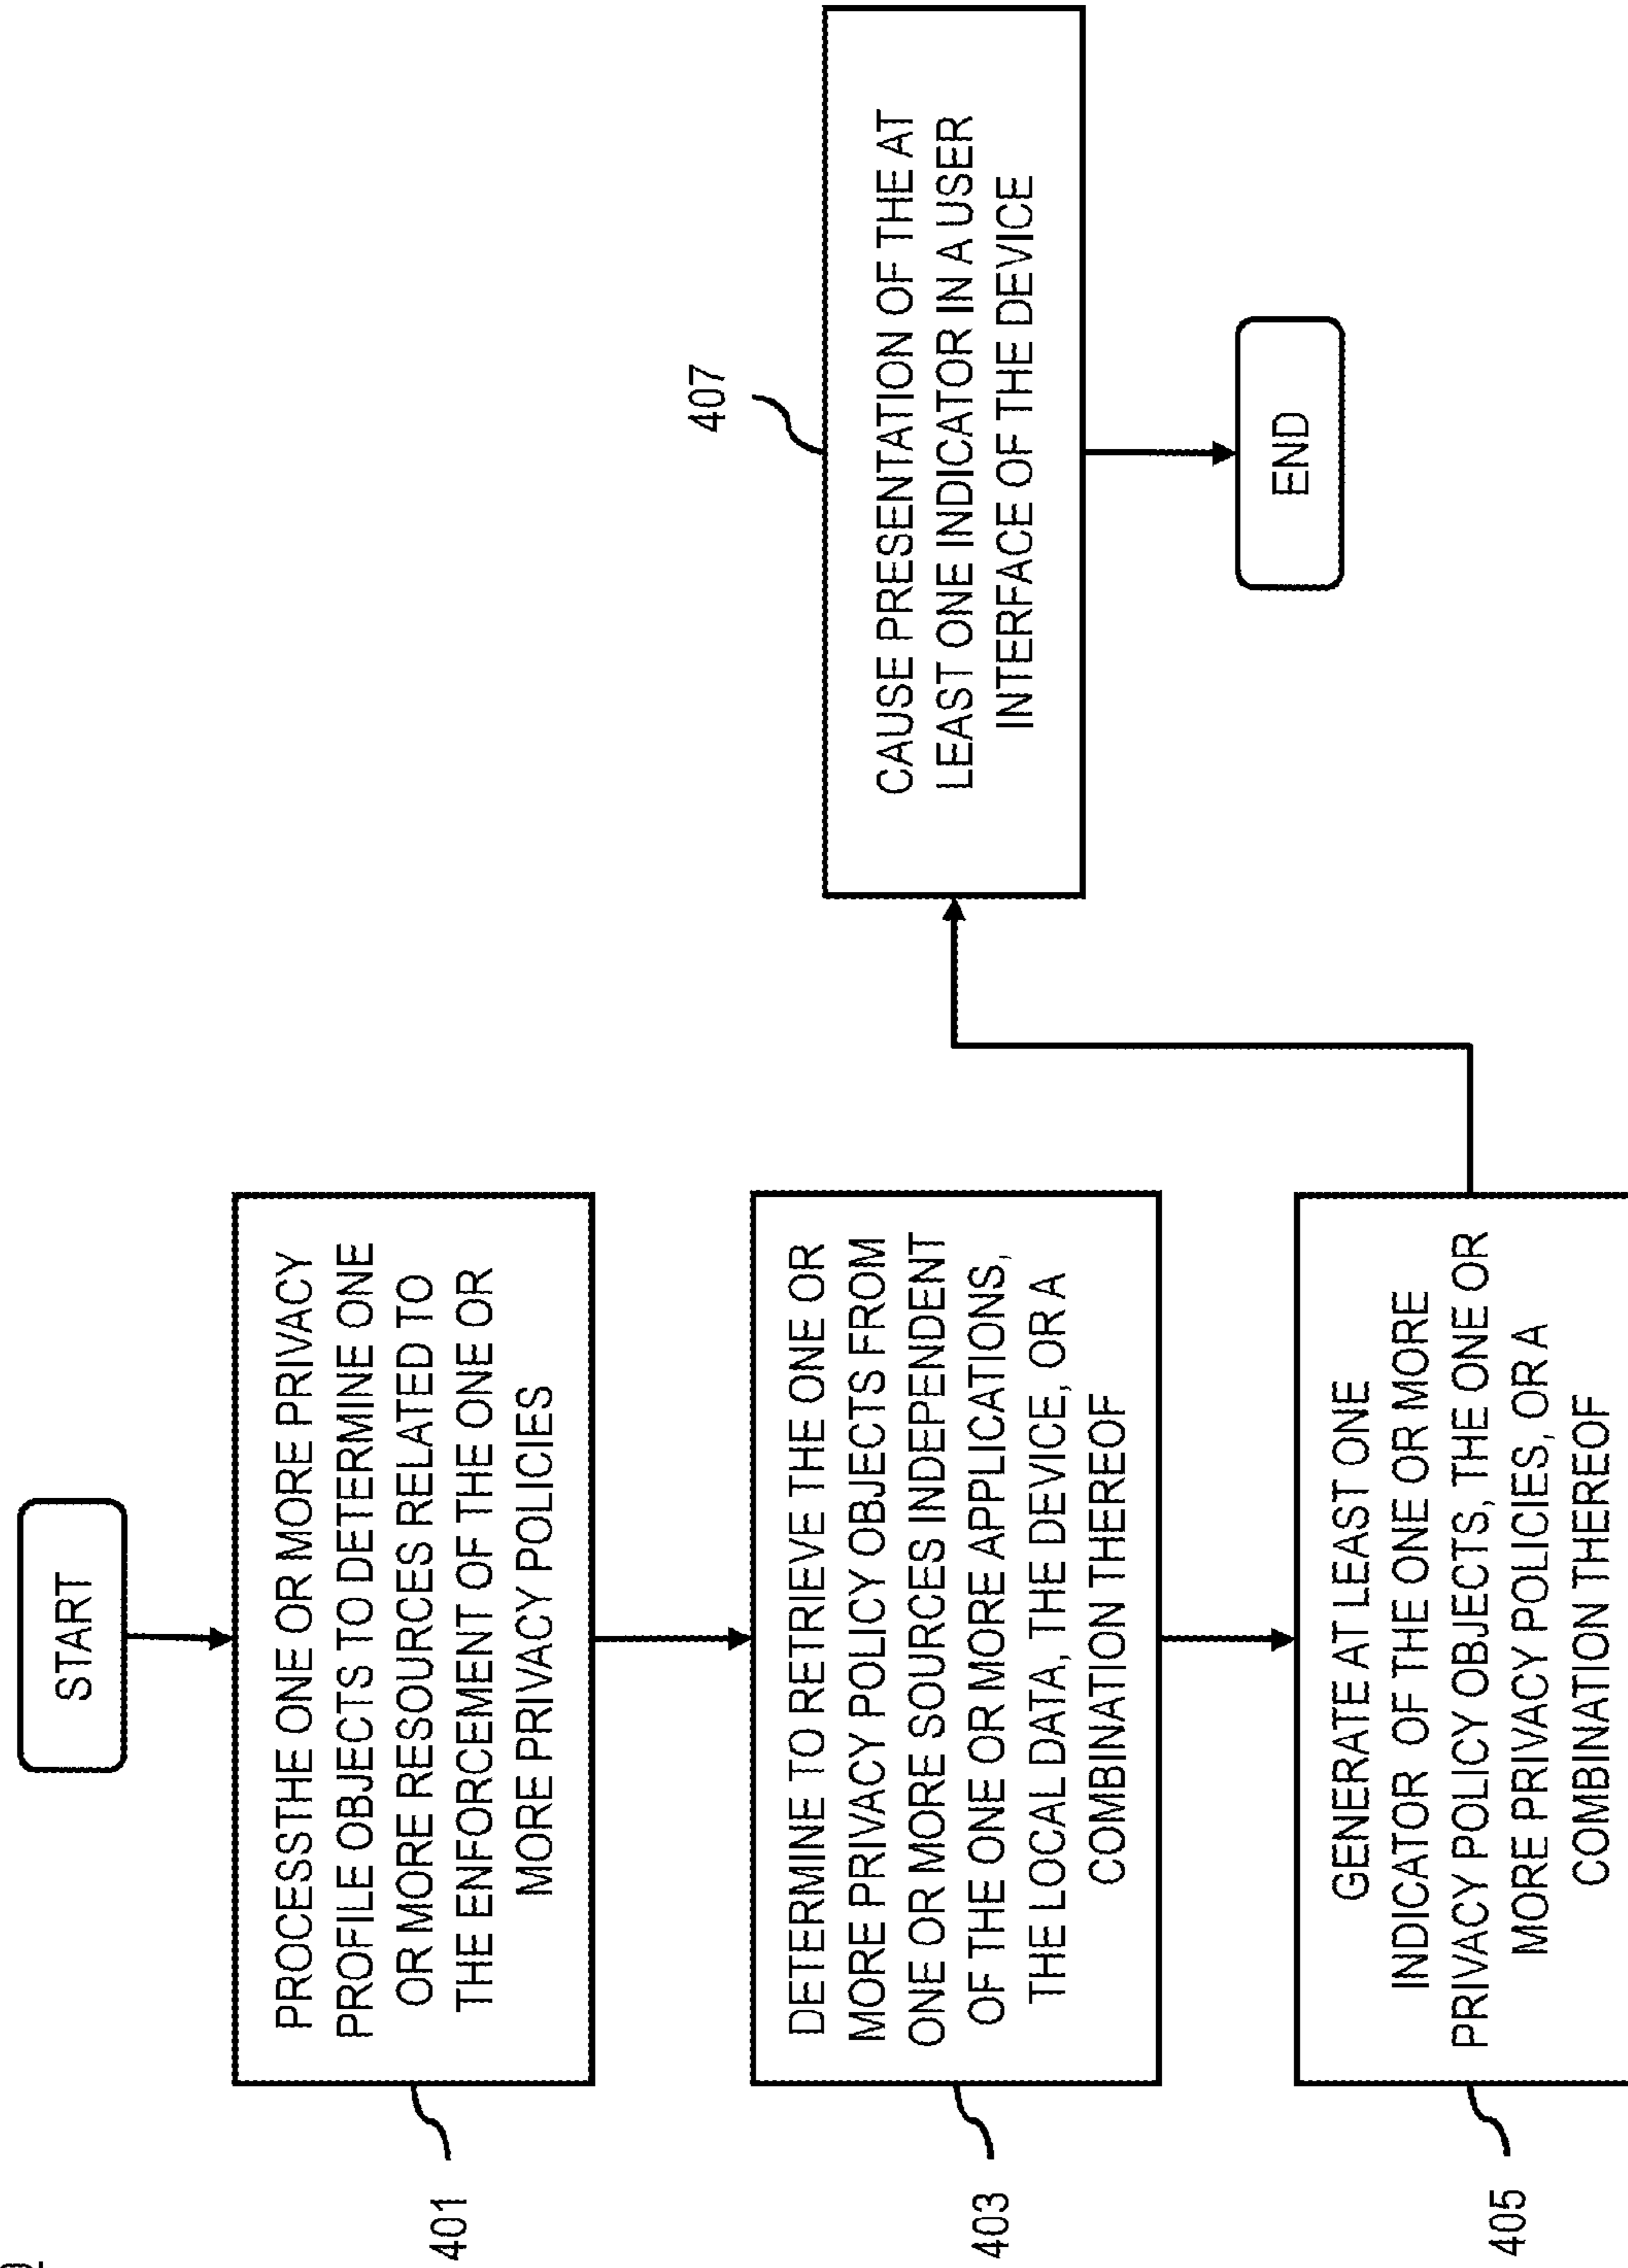 START
401
PROCESSTHE ONE OR MORE PRIVACY
PROFILE OBJECTS TO DETERMINE ONE
OR MORE RESOURCES RELATED TO
THE ENFORCEMENT OF THE ONE OR
MORE PRIVACY POLICIES
403
DETERMINE TO RETRIEVE THE ONE OR
MORE PRIVACY POLICY OBJECTS FROM
ONE OR MORE SOURCES INDEPENDENT
OF THE ONE OR MORE APPLICATIONS,
THE LOCAL DATA, THE DEVICE, OR A
COMBINATION THEREOF
405
GENERATE AT LEAST ONE
INDICATOR OF THE ONE OR MORE
PRIVACY POLICY OBJECTS, THE ONE OR
MORE PRIVACY POLICIES, OR A
COMBINATION THEREOF
407
CAUSE PRESENTATION OF THE AT
LEAST ONE INDICATOR IN A USER
INTERFACE OF THE DEVICE
END